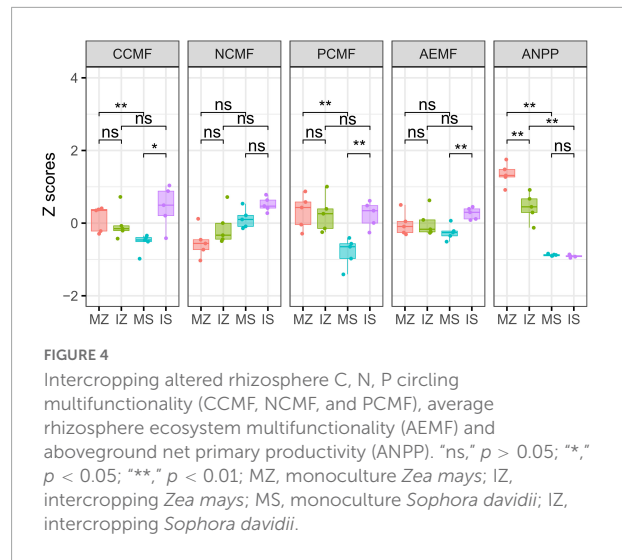 CCMF NCMF PCMF AEMF ANPP
4
** ns ** ns **
ns ns ns ns **
ns ns ns ns **
* ns ** ** ns
2
Z scores
0
−2
MZ IZ MS IS MZ IZ MS IS MZ IZ MS IS MZ IZ MS IS MZ IZ MS IS
FIGURE 4
Intercropping altered rhizosphere C, N, P circling
multifunctionality (CCMF, NCMF, and PCMF), average
rhizosphere ecosystem multifunctionality (AEMF) and
aboveground net primary productivity (ANPP). “ns,” p > 0.05; “*,”
p < 0.05; “**,” p < 0.01; MZ, monoculture Zea mays; IZ,
intercropping Zea mays; MS, monoculture Sophora davidii; IZ,
intercropping Sophora davidii.